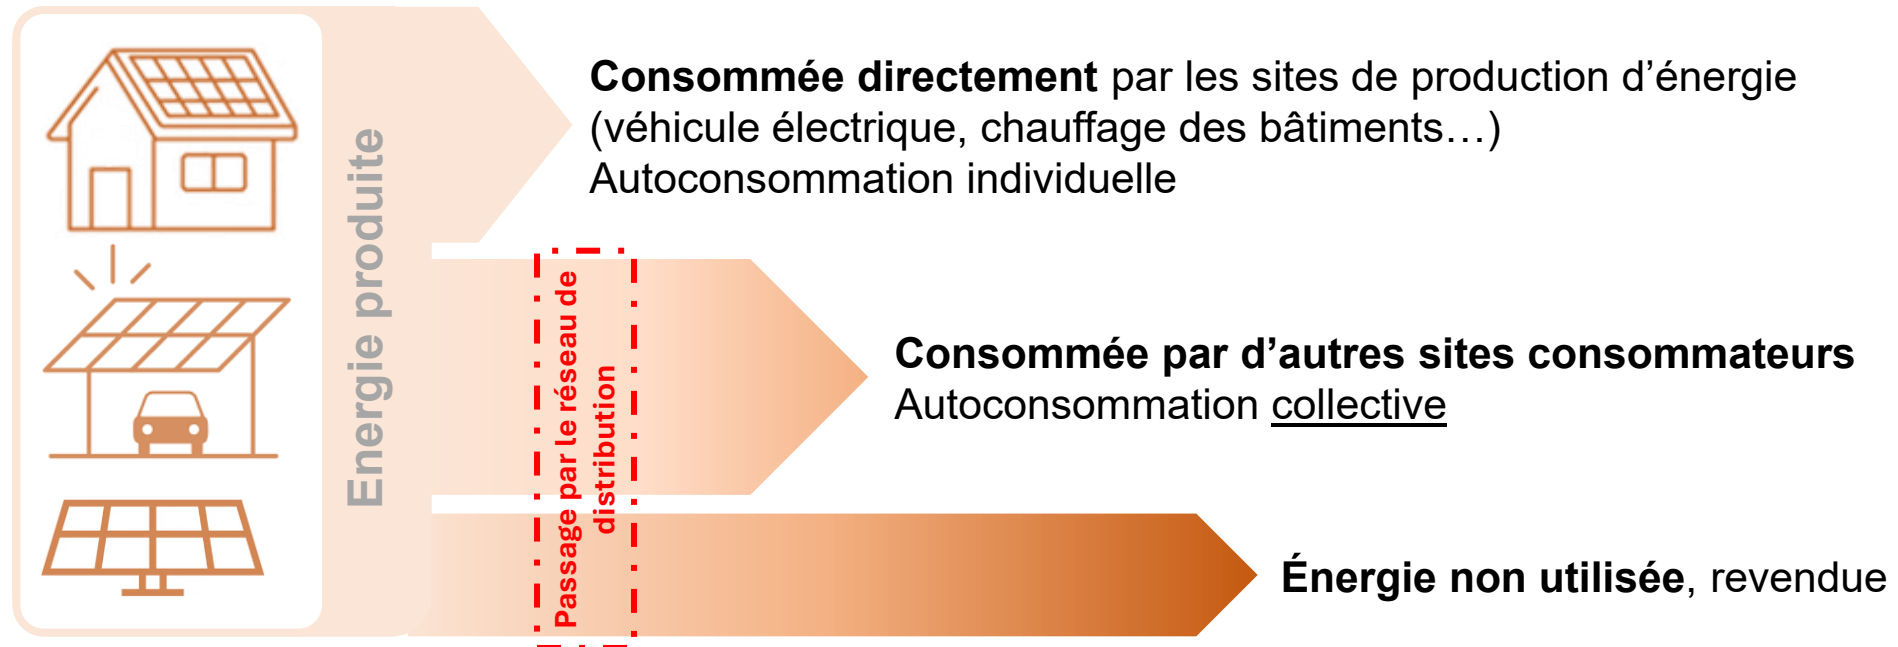 Energie produite
Consommée directement par les sites de production d’énergie
(véhicule électrique, chauffage des bâtiments…)
Autoconsommation individuelle
Passage par le réseau de
distribution
Consommée par d’autres sites consommateurs
Autoconsommation collective
Énergie non utilisée, revendue